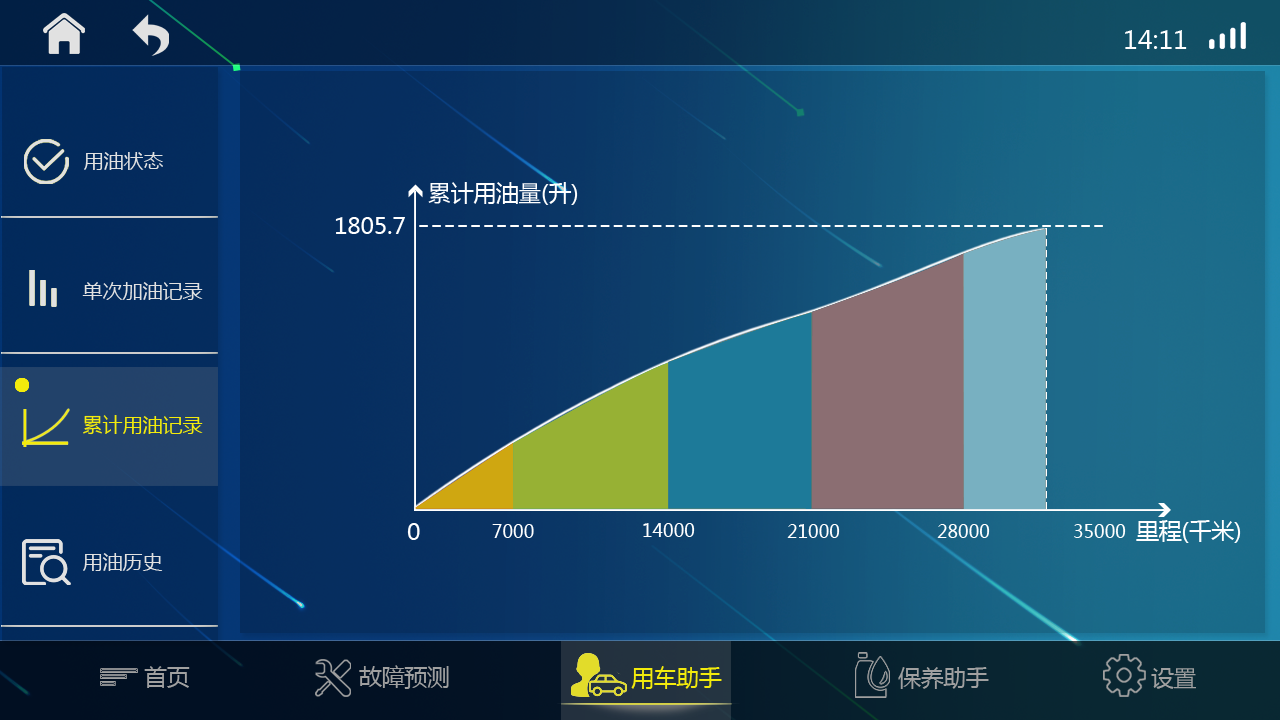 14:11
用油状态
单次加油记录
累计用油记录
用油历史
累计用油量(升)
1805.7
0 7000 14000 21000 28000 35000 里程(千米)
首页 故障预测 用车助手 保养助手 设置